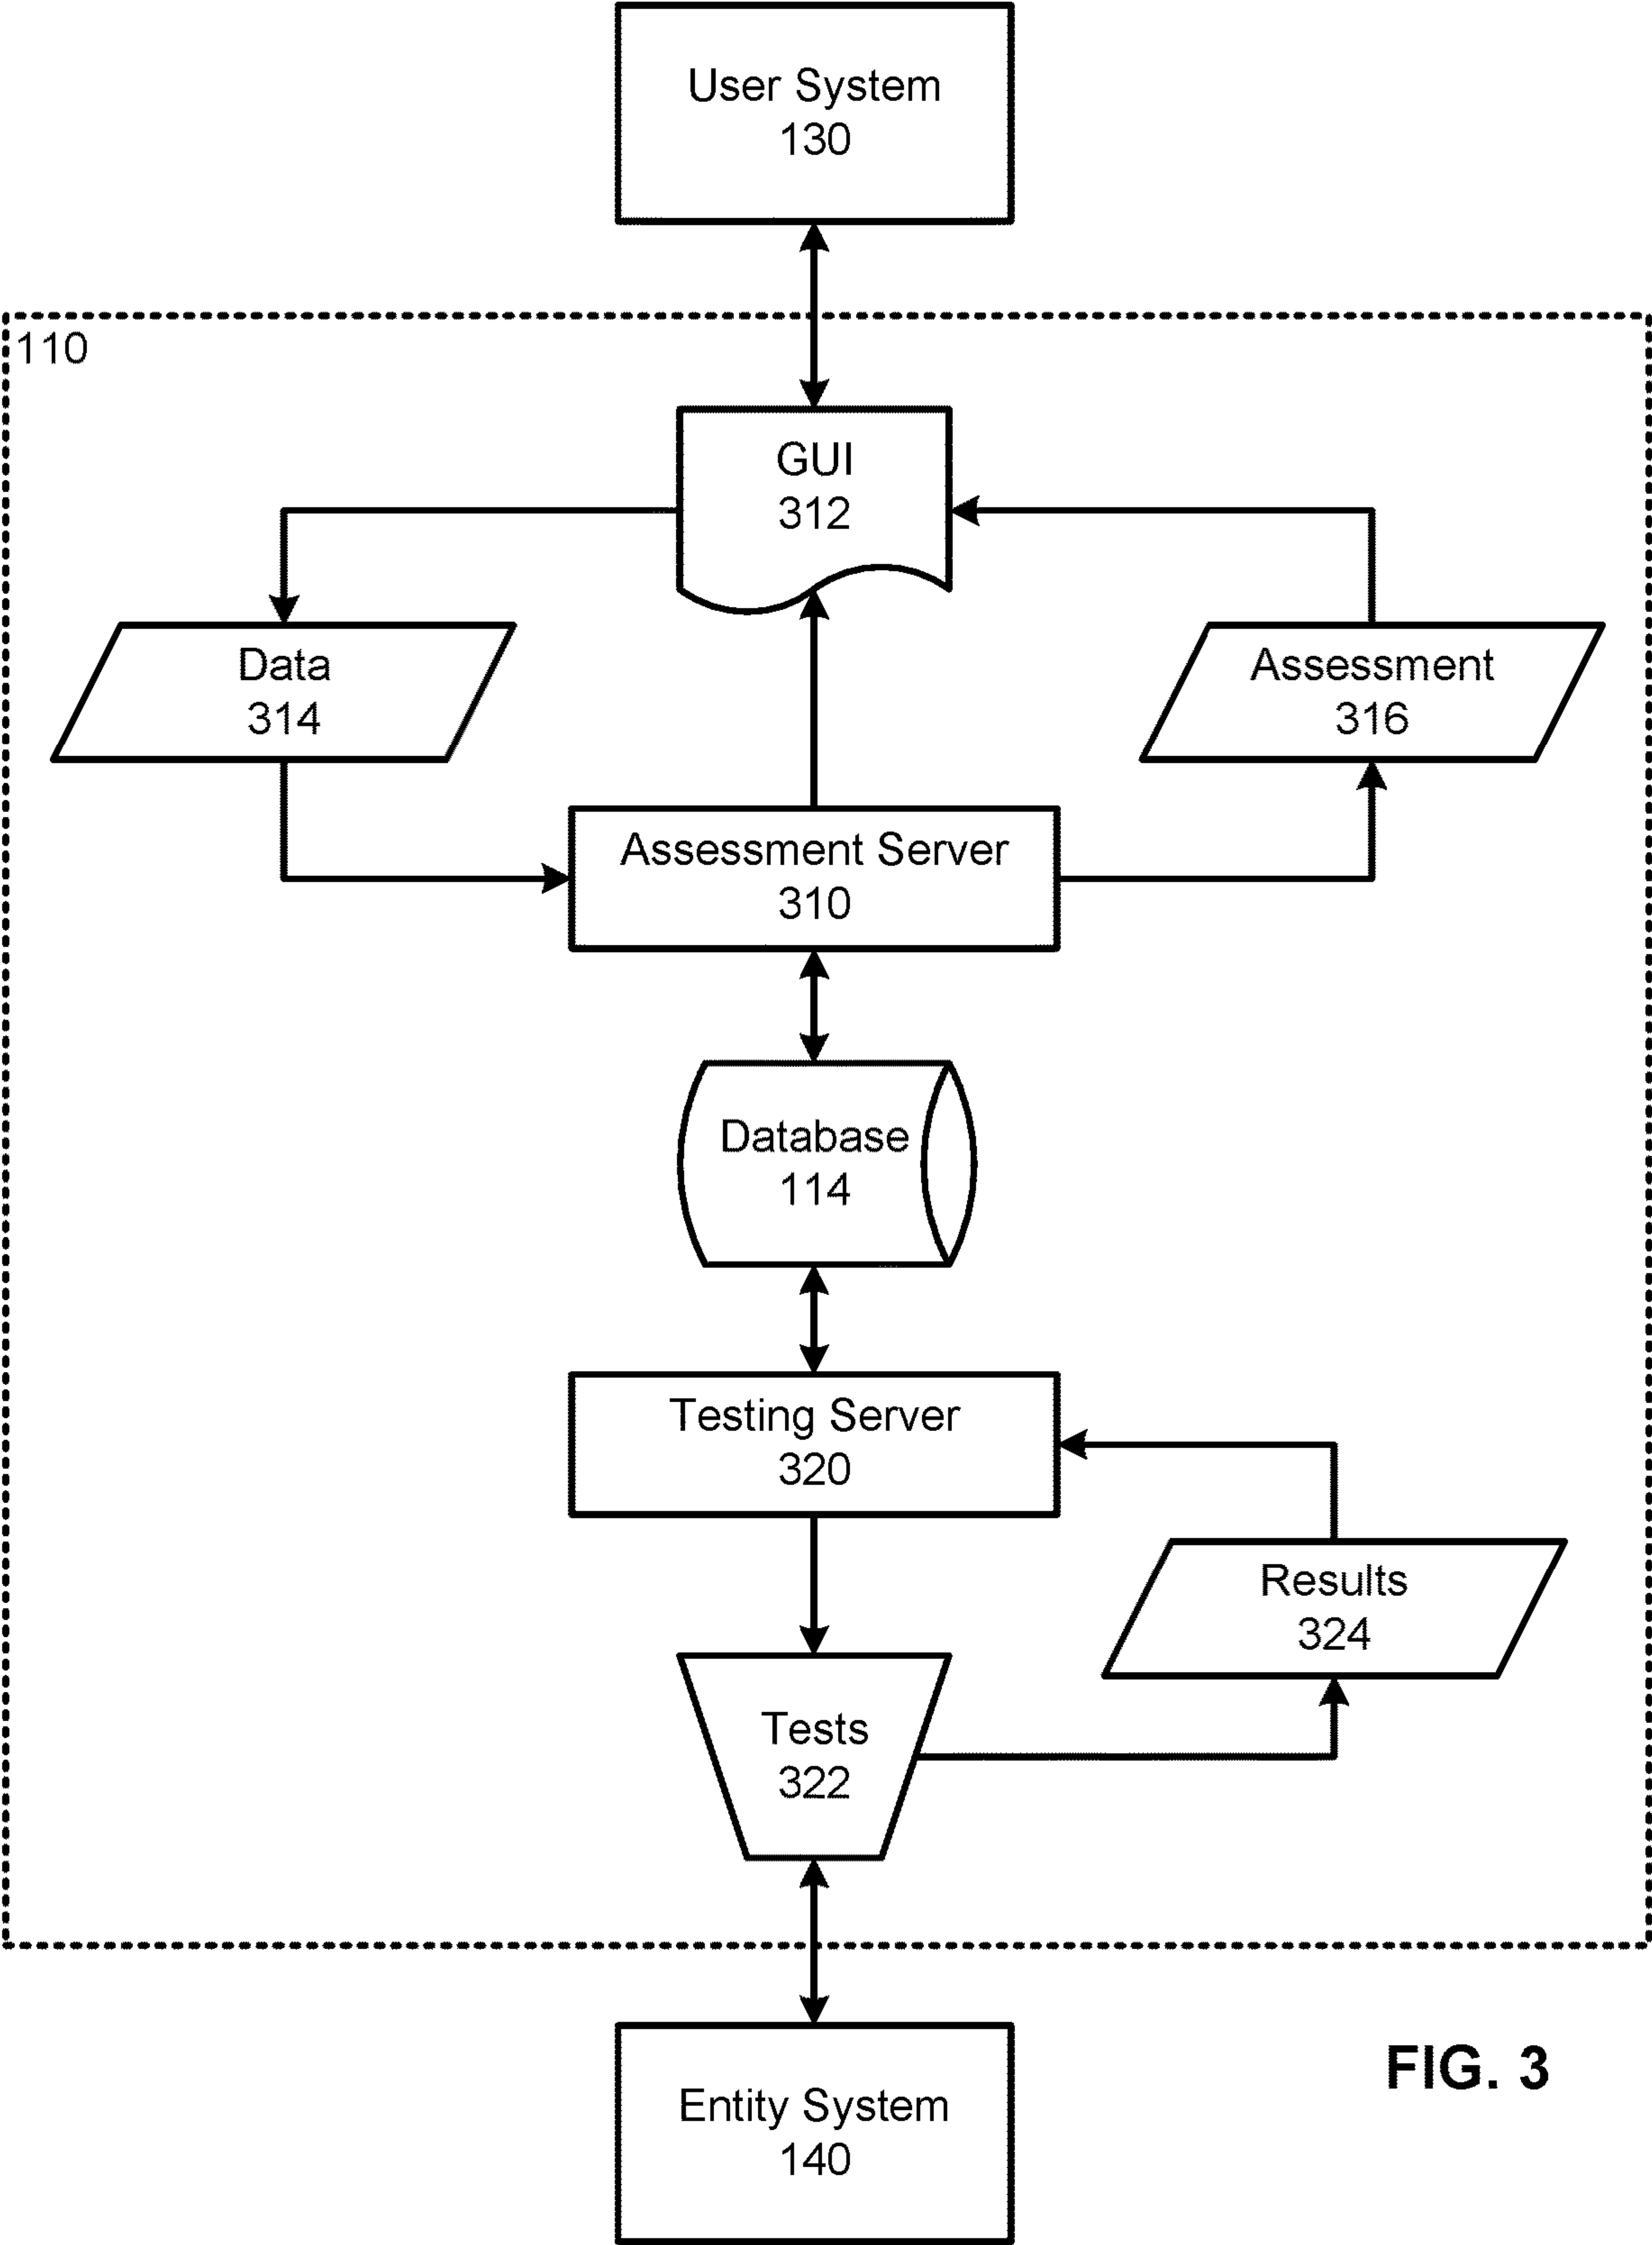 User System
130
110
GUI
312
Data
314
Assessment
316
Assessment Server
310
Database
114
Testing Server
320
Results
324
Tests
322
FIG. 3
Entity System
140